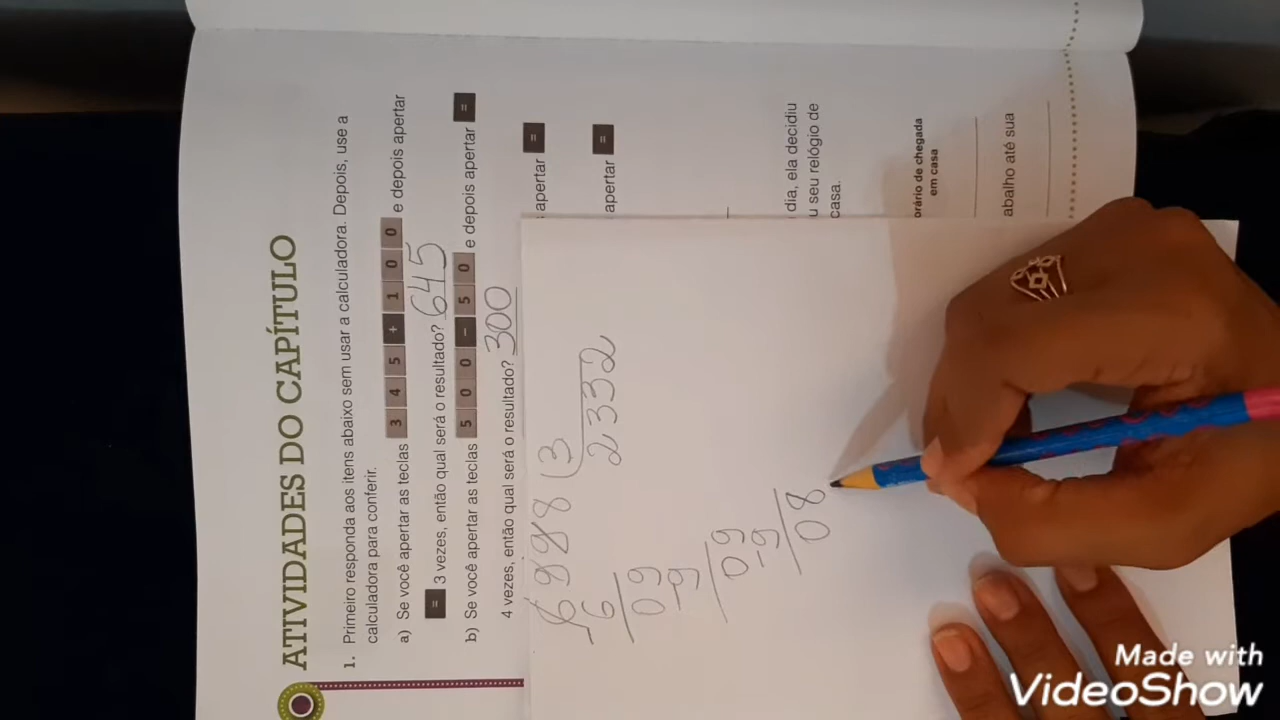 ATIVIDADES DO CAPÍTULO
1. Primeiro responda aos itens abaixo sem usar a calculadora. Depois, use a
calculadora para conferir.
a) Se você apertar as teclas 3 4 5 + 1 0 0 e depois apertar
= 3 vezes, então qual será o resultado? 645
b) Se você apertar as teclas 5 0 0 – 5 0 e depois apertar =
4 vezes, então qual será o resultado? 300
apertar =
apertar =
dia, ela decidiu
u seu relógio de
casa.
orário de chegada
em casa
abalho até sua
6998 3
-6 2332
09
-9
09
-9
08
Made with
VideoShow